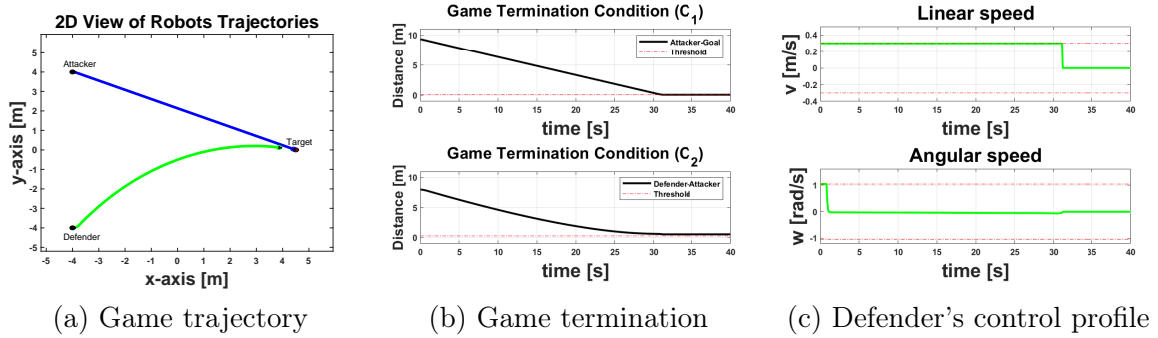 2D View of Robots Trajectories
y-axis [m]
5
4
3
2
1
0
-1
-2
-3
-4
-5
Attacker
Target
Defender
-5 -4 -3 -2 -1 0 1 2 3 4 5
x-axis [m]
(a) Game trajectory
Game Termination Condition (C1)
Distance [m]
10
5
0
Attacker-Goal
Threshold
0 5 10 15 20 25 30 35 40
time [s]
Game Termination Condition (C2)
Distance [m]
10
5
0
Defender-Attacker
Threshold
0 5 10 15 20 25 30 35 40
time [s]
(b) Game termination
Linear speed
v [m/s]
0.4
0.2
0
-0.2
-0.4
0 5 10 15 20 25 30 35 40
time [s]
Angular speed
w [rad/s]
1
0
-1
0 5 10 15 20 25 30 35 40
time [s]
(c) Defender's control profile